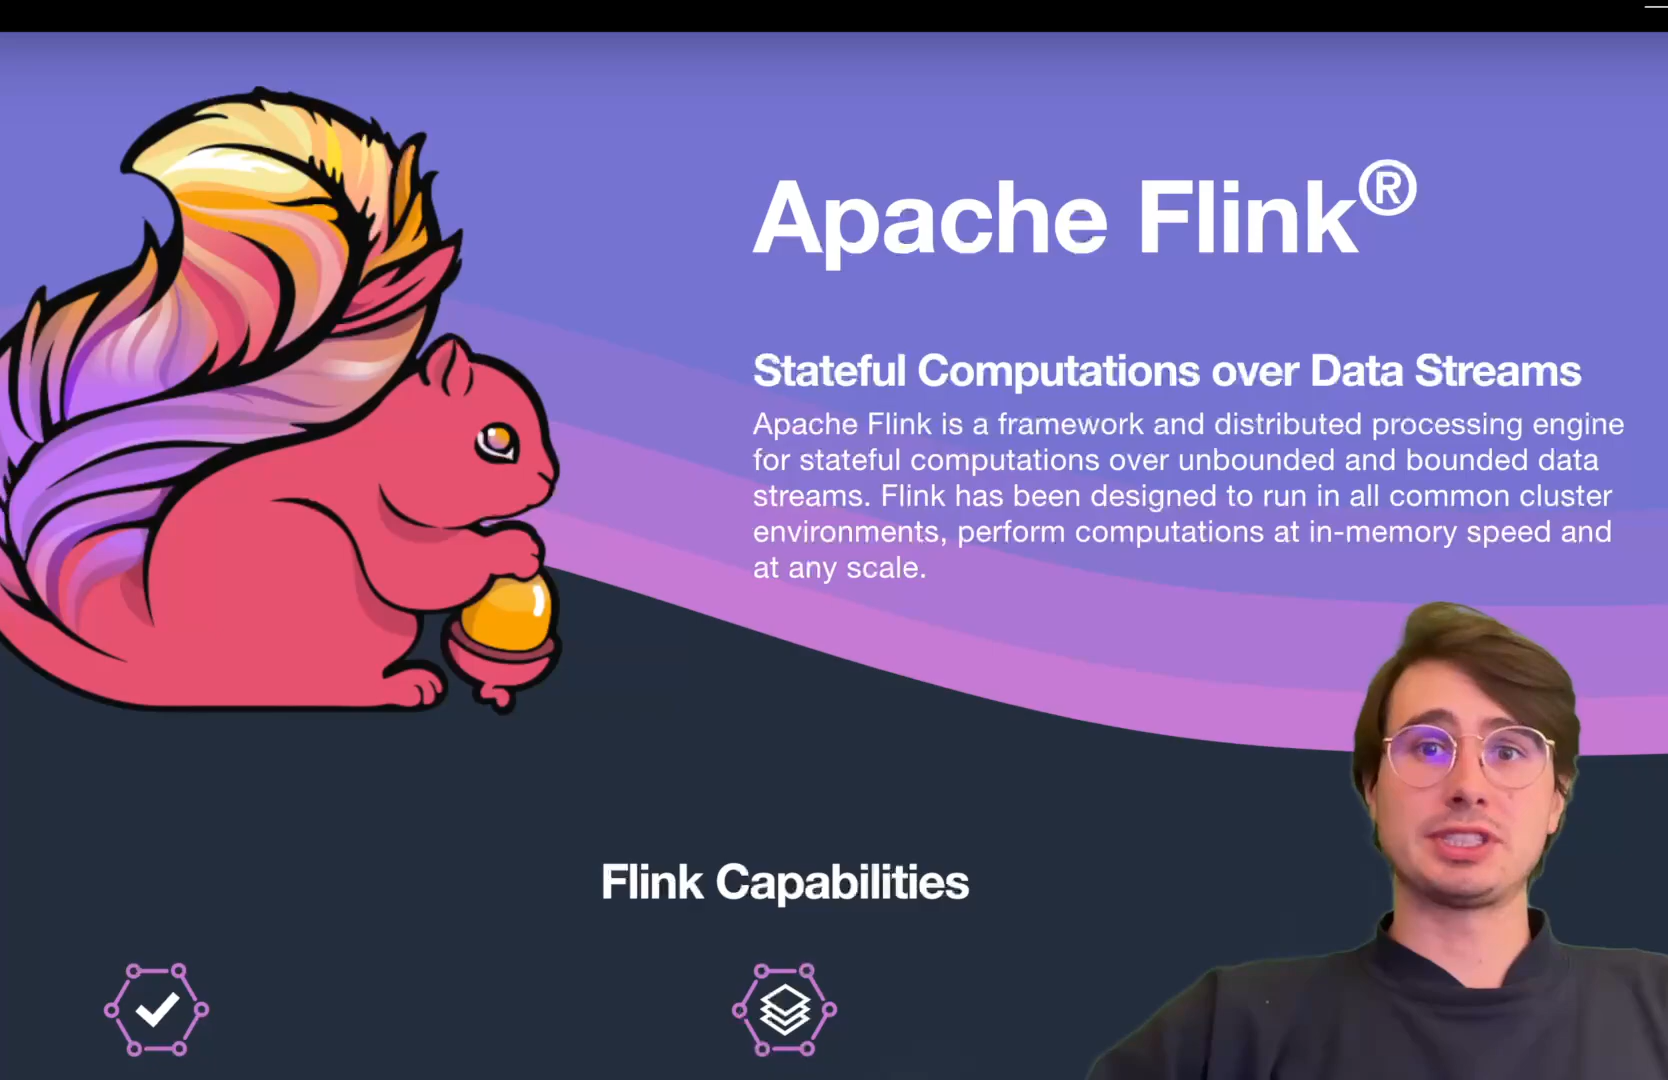 Apache Flink®
Stateful Computations over Data Streams
Apache Flink is a framework and distributed processing engine
for stateful computations over unbounded and bounded data
streams. Flink has been designed to run in all common cluster
environments, perform computations at in-memory speed and
at any scale.
Flink Capabilities